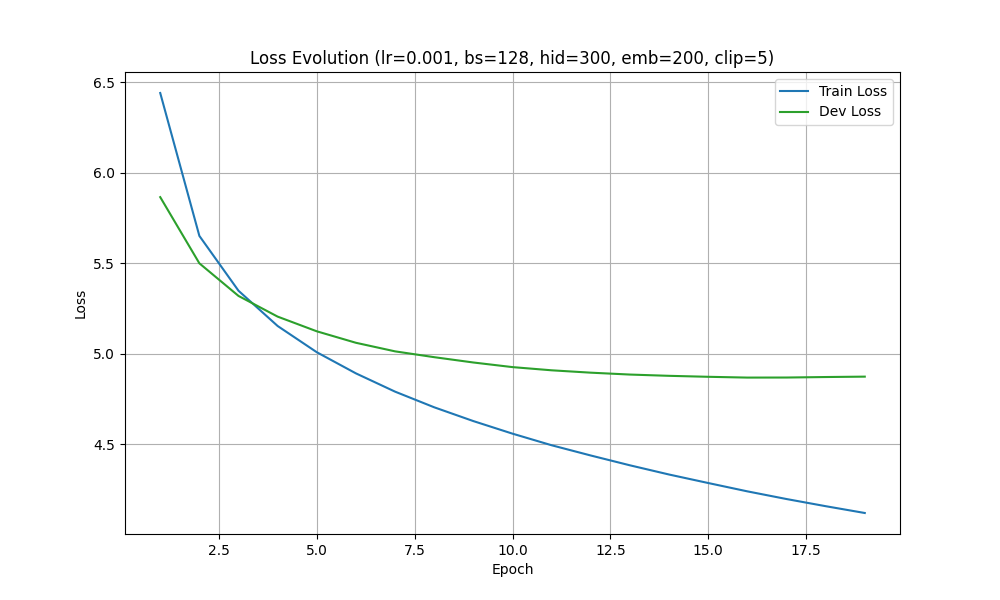 Loss Evolution (lr=0.001, bs=128, hid=300, emb=200, clip=5)
Train Loss
Dev Loss
6.5
6.0
5.5
5.0
4.5
Loss
2.5 5.0 7.5 10.0 12.5 15.0 17.5
Epoch